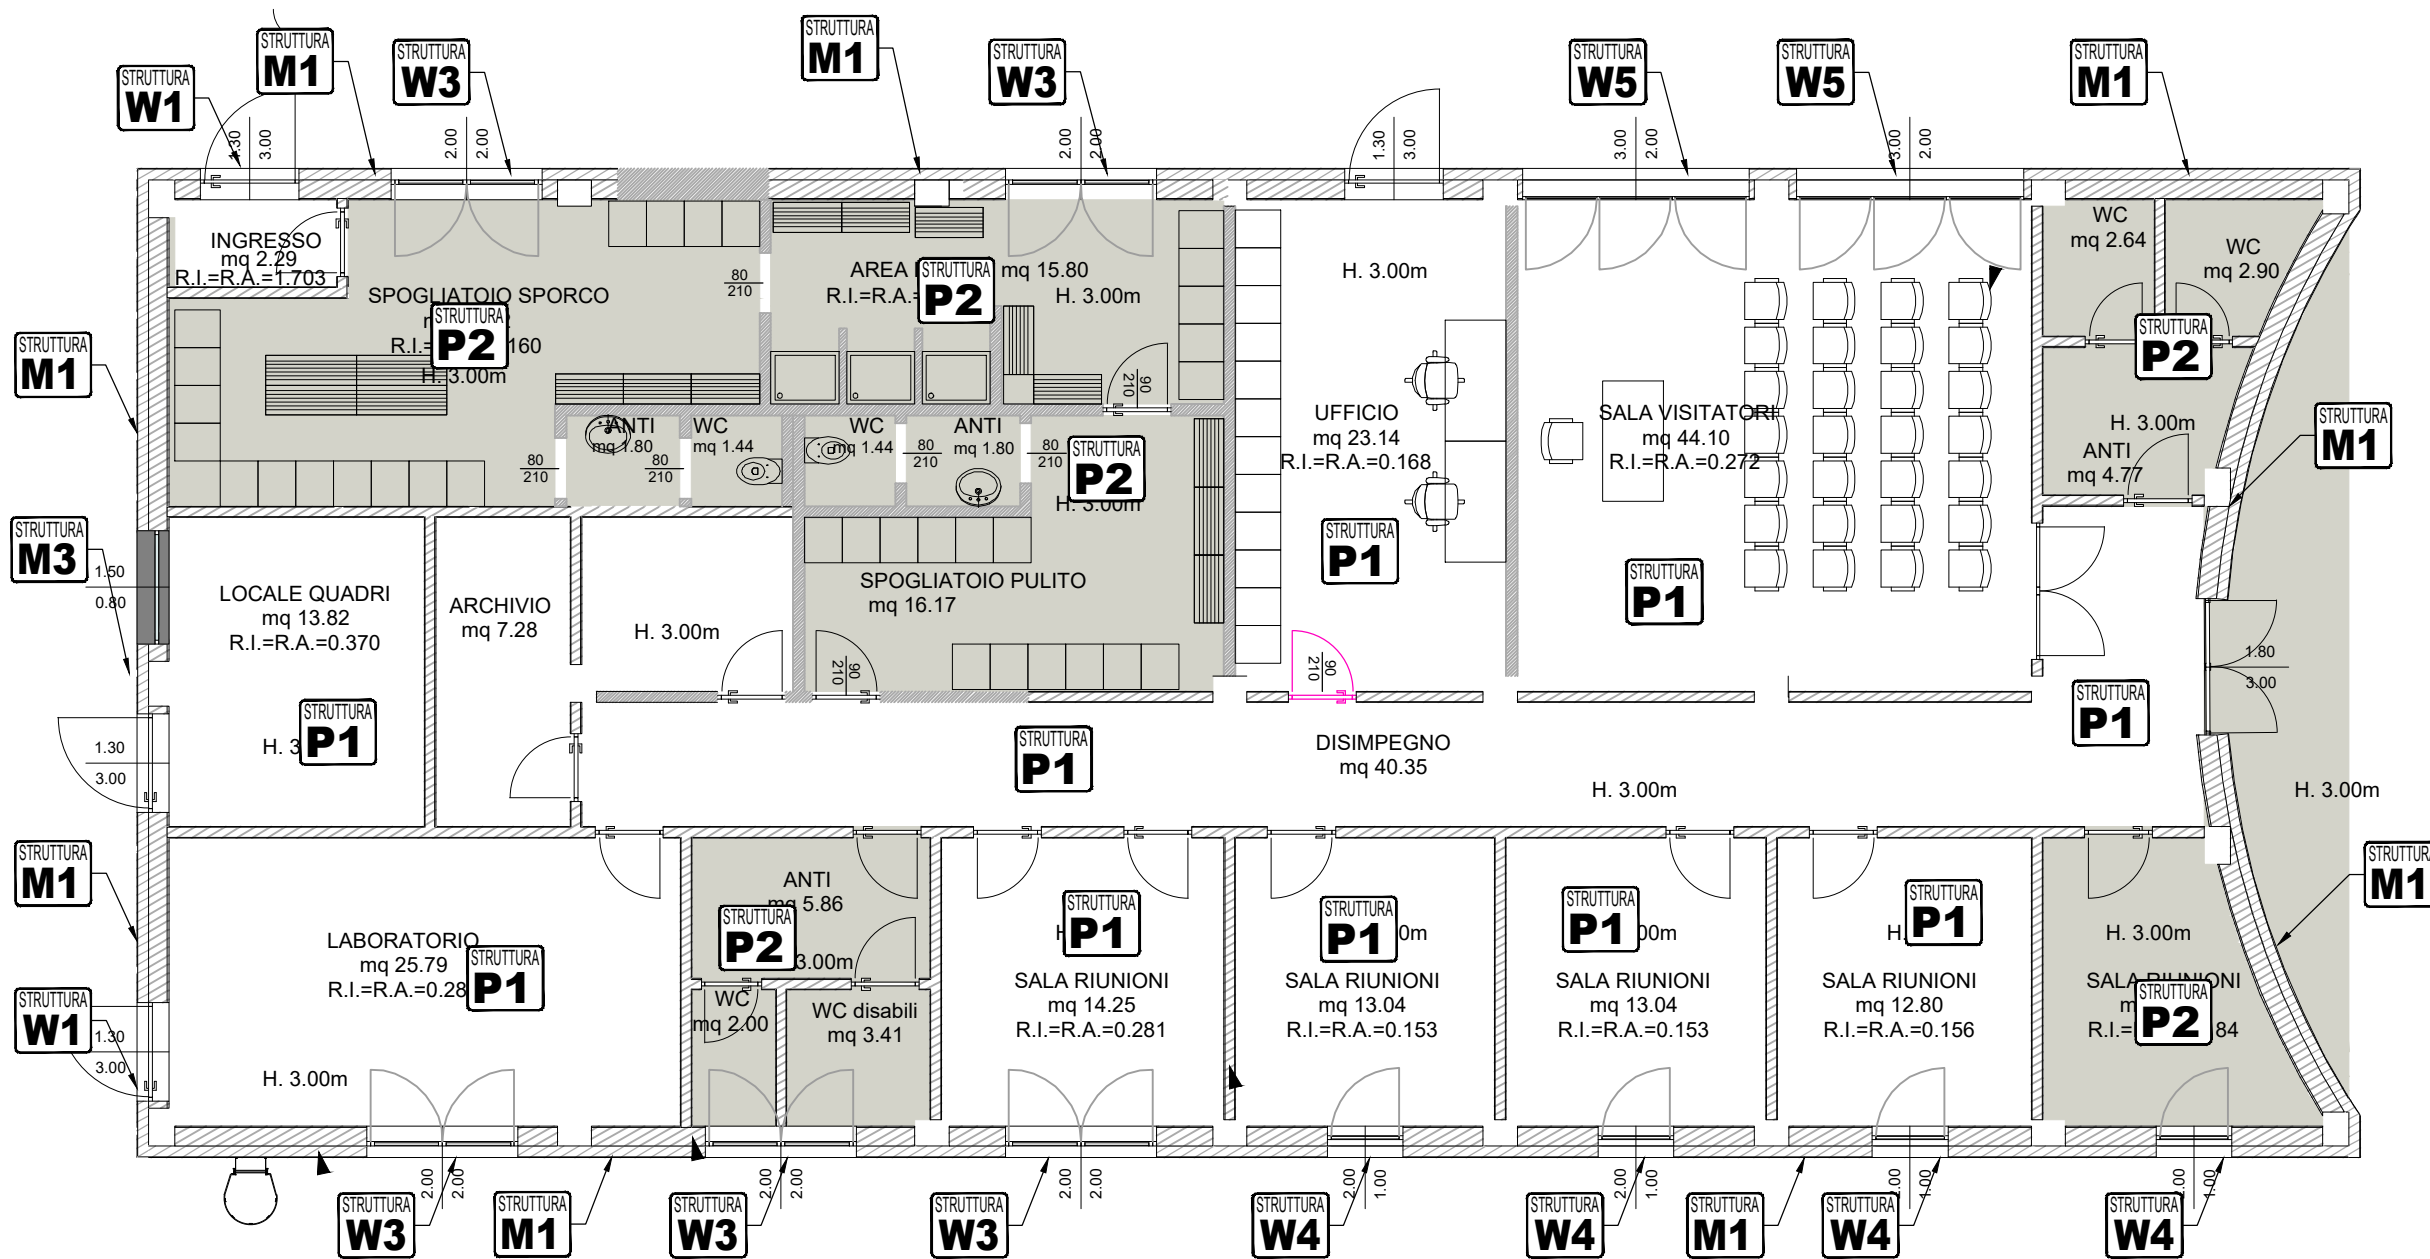 STRUTTURA
W1
STRUTTURA
M1
STRUTTURA
W3
STRUTTURA
M1
STRUTTURA
W3
STRUTTURA
W5
STRUTTURA
W5
STRUTTURA
M1
1.30
3.00
2.00
2.00
2.00
2.00
1.30
3.00
3.00
2.00
3.00
2.00
INGRESSO
mq 2.29
R.I.=R.A.=1.703
SPOGLIATOIO SPORCO
R.I.= 160
H. 3.00m
STRUTTURA
P2
80
210
AREA mq 15.80
R.I.=R.A.=
H. 3.00m
STRUTTURA
P2
H. 3.00m
WC
mq 2.64
WC
mq 2.90
STRUTTURA
P2
STRUTTURA
M1
ANTI
mq 1.80
WC
mq 1.44
WC
mq 1.44
ANTI
mq 1.80
80
210
80
210
80
210
80
210
90
210
STRUTTURA
P2
H. 3.00m
UFFICIO
mq 23.14
R.I.=R.A.=0.168
STRUTTURA
P1
SALA VISITATORI
mq 44.10
R.I.=R.A.=0.272
STRUTTURA
P1
H. 3.00m
ANTI
mq 4.77
STRUTTURA
M1
STRUTTURA
M3
1.50
0.80
LOCALE QUADRI
mq 13.82
R.I.=R.A.=0.370
ARCHIVIO
mq 7.28
H. 3.00m
SPOGLIATOIO PULITO
mq 16.17
90
210
90
210
1.80
3.00
STRUTTURA
P1
H. 3
STRUTTURA
P1
1.30
3.00
STRUTTURA
P1
DISIMPEGNO
mq 40.35
H. 3.00m
H. 3.00m
STRUTTURA
M1
STRUTTURA
M1
LABORATORIO
mq 25.79
R.I.=R.A.=0.28
STRUTTURA
P1
H. 3.00m
STRUTTURA
W1
1.30
3.00
ANTI
mq 5.86
3.00m
STRUTTURA
P2
WC
mq 2.00
WC disabili
mq 3.41
STRUTTURA
P1
SALA RIUNIONI
mq 14.25
R.I.=R.A.=0.281
STRUTTURA
P1
0m
SALA RIUNIONI
mq 13.04
R.I.=R.A.=0.153
STRUTTURA
P1
00m
SALA RIUNIONI
mq 13.04
R.I.=R.A.=0.153
STRUTTURA
P1
H.
SALA RIUNIONI
mq 12.80
R.I.=R.A.=0.156
H. 3.00m
SALA RIUNIONI
R.I.= 84
STRUTTURA
P2
2.00
2.00
2.00
2.00
2.00
2.00
2.00
1.00
2.00
1.00
2.00
1.00
2.00
1.00
STRUTTURA
W3
STRUTTURA
M1
STRUTTURA
W3
STRUTTURA
W3
STRUTTURA
W4
STRUTTURA
W4
STRUTTURA
M1
STRUTTURA
W4
STRUTTURA
W4